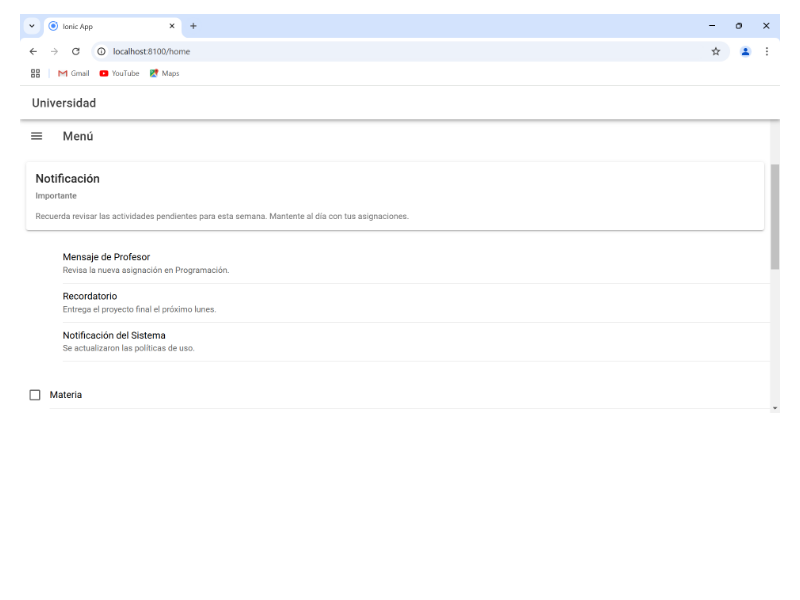 Ionic App
localhost:8100/home
Gmail YouTube Maps
Universidad
Menú
Notificación
Importante
Recuerda revisar las actividades pendientes para esta semana. Mantente al día con tus asignaciones.
Mensaje de Profesor
Revisa la nueva asignación en Programación.
Recordatorio
Entrega el proyecto final el próximo lunes.
Notificación del Sistema
Se actualizaron las políticas de uso.
Materia